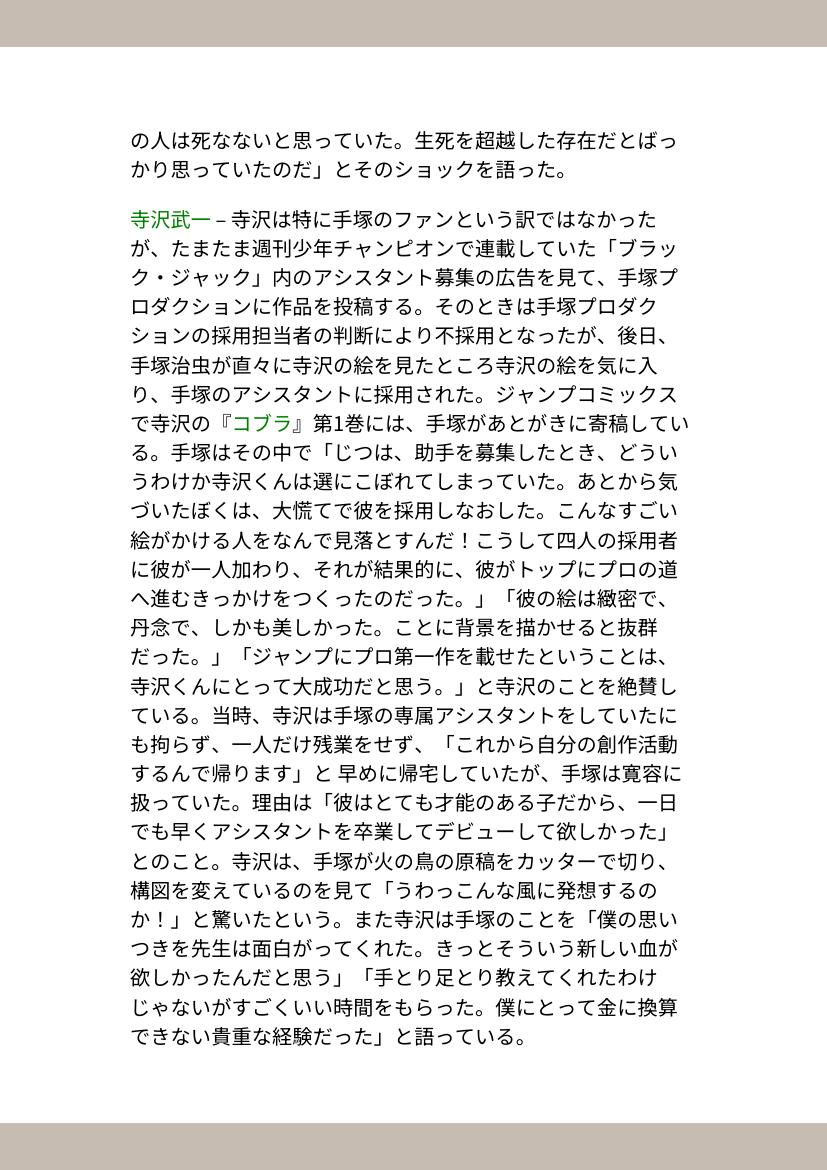 の人は死なないと思っていた。生死を超越した存在だとばっ
かり思っていたのだ」とそのショックを語った。
寺沢武一 – 寺沢は特に手塚のファンという訳ではなかった
が、たまたま週刊少年チャンピオンで連載していた「ブラッ
ク・ジャック」内のアシスタント募集の広告を見て、手塚プ
ロダクションに作品を投稿する。そのときは手塚プロダク
ションの採用担当者の判断により不採用となったが、後日、
手塚治虫が直々に寺沢の絵を見たところ寺沢の絵を気に入
り、手塚のアシスタントに採用された。ジャンプコミックス
で寺沢の『コブラ』第1巻には、手塚があとがきに寄稿してい
る。手塚はその中で「じつは、助手を募集したとき、どうい
うわけか寺沢くんは選にこぼれてしまっていた。あとから気
づいたぼくは、大慌てで彼を採用しなおした。こんなすごい
絵がかける人をなんで見落とすんだ！こうして四人の採用者
に彼が一人加わり、それが結果的に、彼がトップにプロの道
へ進むきっかけをつくったのだった。」「彼の絵は緻密で、
丹念で、しかも美しかった。ことに背景を描かせると抜群
だった。」「ジャンプにプロ第一作を載せたということは、
寺沢くんにとって大成功だと思う。」と寺沢のことを絶賛し
ている。当時、寺沢は手塚の専属アシスタントをしていたに
も拘らず、一人だけ残業をせず、「これから自分の創作活動
するんで帰ります」と 早めに帰宅していたが、手塚は寛容に
扱っていた。理由は「彼はとても才能のある子だから、一日
でも早くアシスタントを卒業してデビューして欲しかった」
とのこと。寺沢は、手塚が火の鳥の原稿をカッターで切り、
構図を変えているのを見て「うわっこんな風に発想するの
か！」と驚いたという。また寺沢は手塚のことを「僕の思い
つきを先生は面白がってくれた。きっとそういう新しい血が
欲しかったんだと思う」「手とり足とり教えてくれたわけ
じゃないがすごくいい時間をもらった。僕にとって金に換算
できない貴重な経験だった」と語っている。